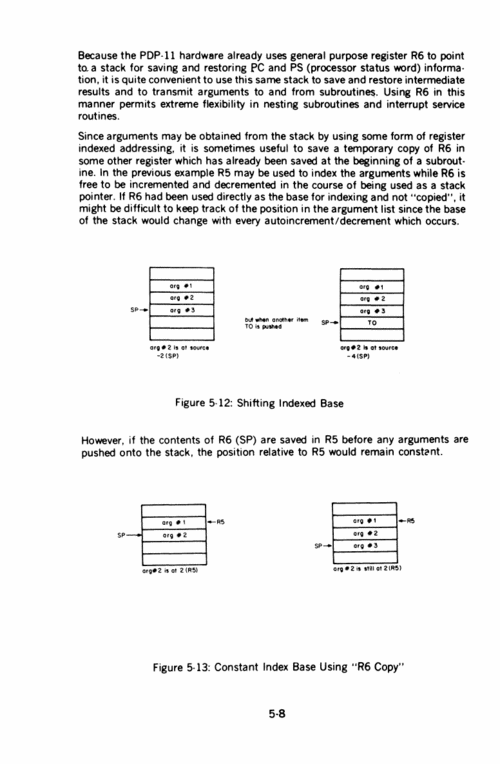 Because the PDP-11 hardware already uses general purpose register R6 to point
to a stack for saving and restoring PC and PS (processor status word) informa-
tion, it is quite convenient to use this same stack to save and restore intermediate
results and to transmit arguments to and from subroutines. Using R6 in this
manner permits extreme flexibility in nesting subroutines and interrupt service
routines.
Since arguments may be obtained from the stack by using some form of register
indexed addressing, it is sometimes useful to save a temporary copy of R6 in
some other register which has already been saved at the beginning of a subrout-
ine. In the previous example R5 may be used to index the arguments while R6 is
free to be incremented and decremented in the course of being used as a stack
pointer. If R6 had been used directly as the base for indexing and not "copied", it
might be difficult to keep track of the position in the argument list since the base
of the stack would change with every autoincrement/decrement which occurs.
arg #1
arg #2
SP→ arg #3
arg #2 is at source
-2(SP)
but when another item
TO is pushed
arg #1
arg #2
arg #3
SP→ TO
arg #2 is at source
-4(SP)
Figure 5-12: Shifting Indexed Base
However, if the contents of R6 (SP) are saved in R5 before any arguments are
pushed onto the stack, the position relative to R5 would remain constant.
arg #1 ←R5
SP→ arg #2
arg#2 is at 2(R5)
arg #1 ←R5
arg #2
SP→ arg #3
arg #2 is still at 2(R5)
Figure 5-13: Constant Index Base Using "R6 Copy"
5-8